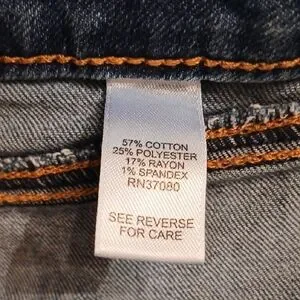 57% COTTON
25% POLYESTER
17% RAYON
1% SPANDEX
RN37080
SEE REVERSE
FOR CARE